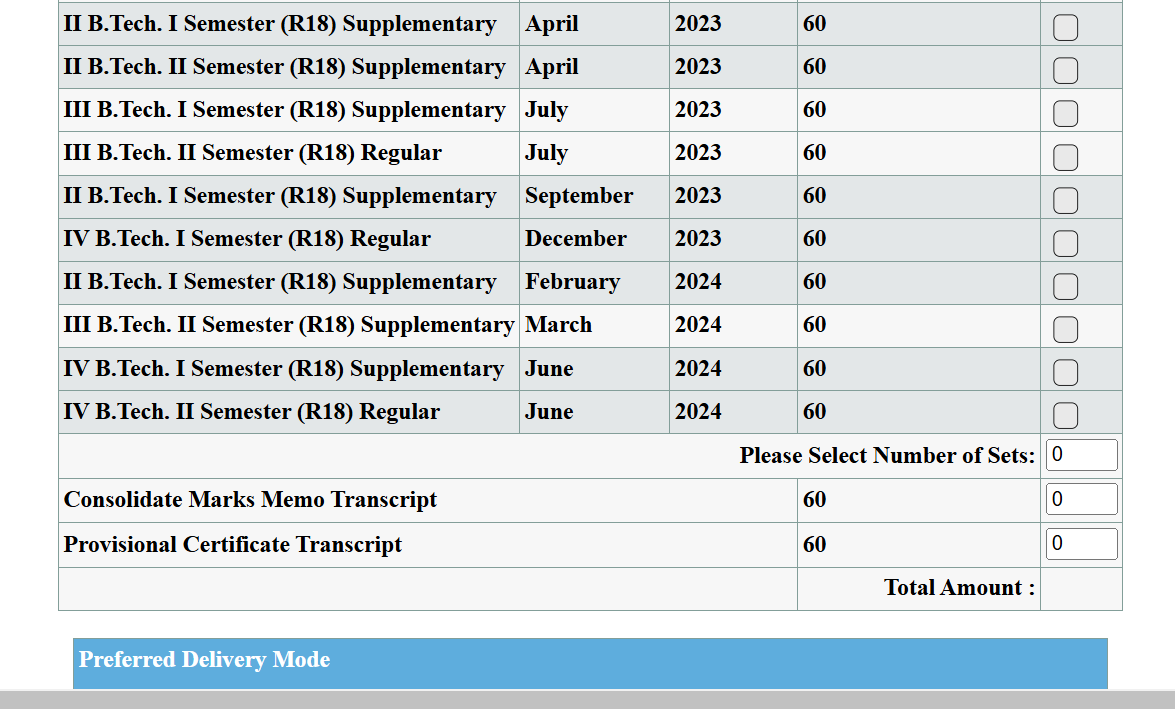 II B.Tech. I Semester (R18) Supplementary April 2023 60
II B.Tech. II Semester (R18) Supplementary April 2023 60
III B.Tech. I Semester (R18) Supplementary July 2023 60
III B.Tech. II Semester (R18) Regular July 2023 60
II B.Tech. I Semester (R18) Supplementary September 2023 60
IV B.Tech. I Semester (R18) Regular December 2023 60
II B.Tech. I Semester (R18) Supplementary February 2024 60
III B.Tech. II Semester (R18) Supplementary March 2024 60
IV B.Tech. I Semester (R18) Supplementary June 2024 60
IV B.Tech. II Semester (R18) Regular June 2024 60
Please Select Number of Sets: 0
Consolidate Marks Memo Transcript 60 0
Provisional Certificate Transcript 60 0
Total Amount :
Preferred Delivery Mode